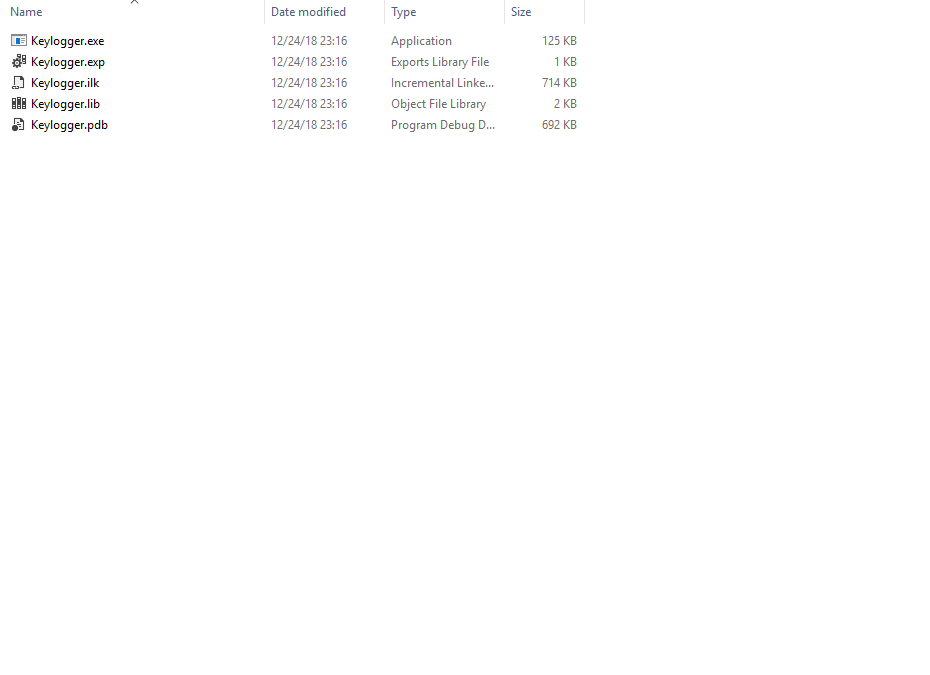 Name Date modified Type Size
Keylogger.exe 12/24/18 23:16 Application 125 KB
Keylogger.exp 12/24/18 23:16 Exports Library File 1 KB
Keylogger.ilk 12/24/18 23:16 Incremental Linke... 714 KB
Keylogger.lib 12/24/18 23:16 Object File Library 2 KB
Keylogger.pdb 12/24/18 23:16 Program Debug D... 692 KB